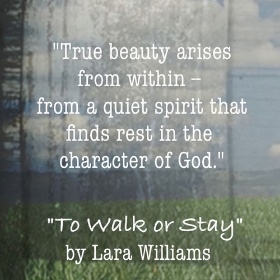 "True beauty arises
from within –
from a quiet spirit that
finds rest in the
character of God."
"To Walk or Stay"
by Lara Williams